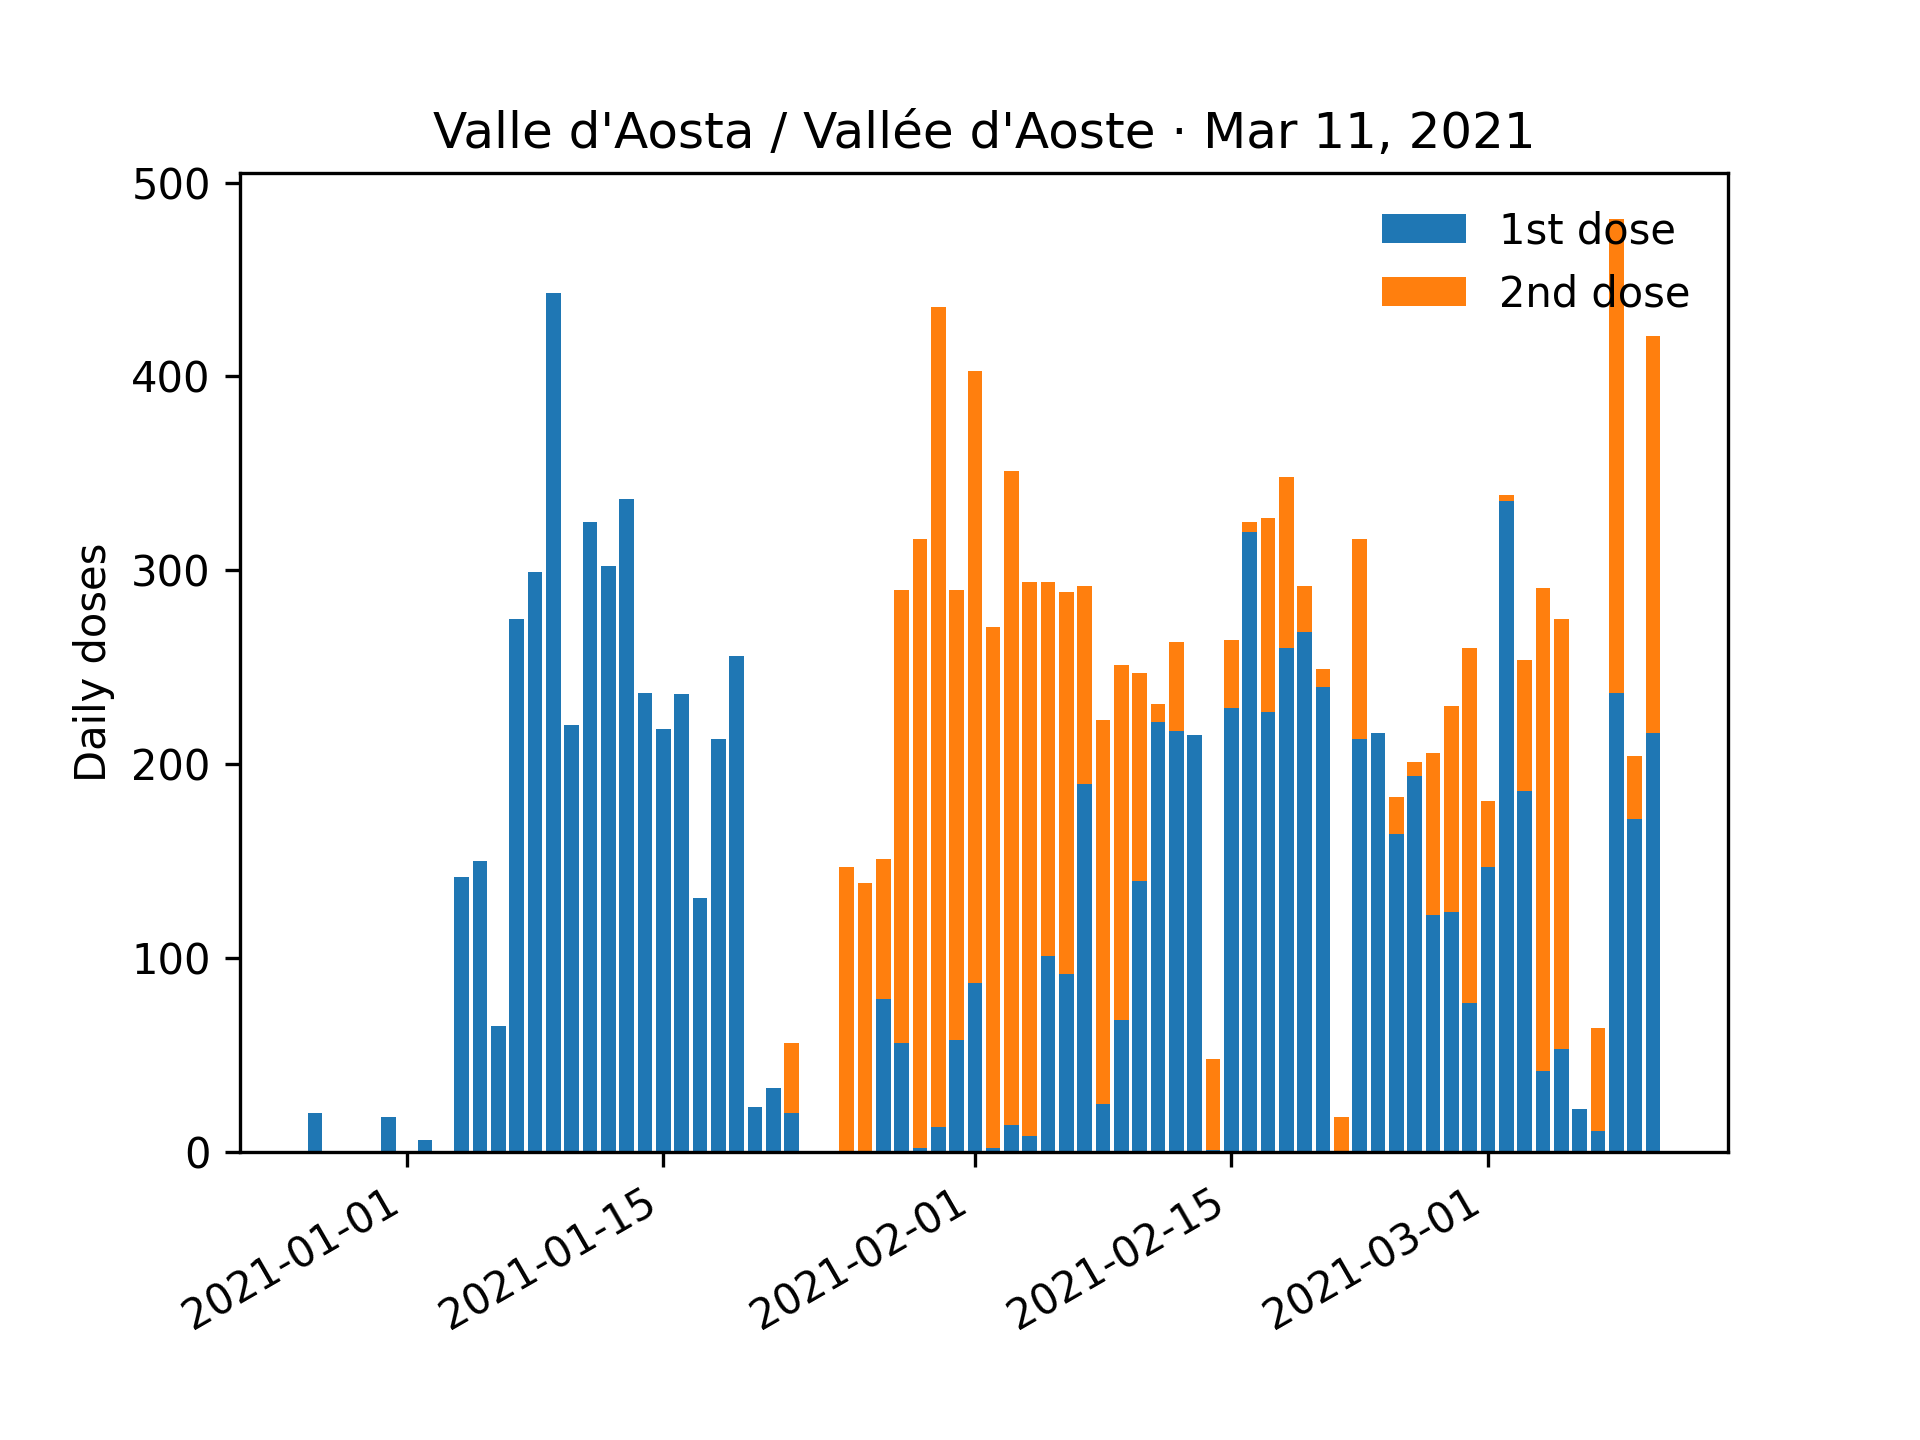 Valle d'Aosta / Vallée d'Aoste · Mar 11, 2021
500
400
300
200
100
0
Daily doses
1st dose
2nd dose
2021-01-01
2021-01-15
2021-02-01
2021-02-15
2021-03-01